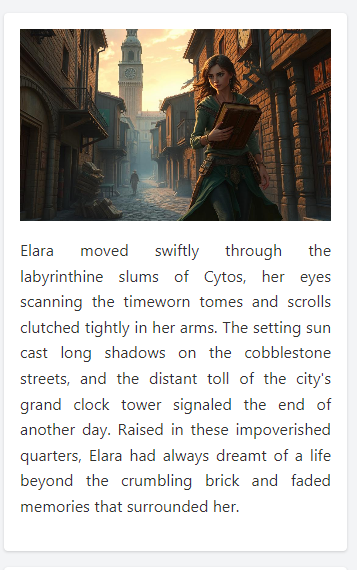 Elara moved swiftly through the
labyrinthine slums of Cytos, her eyes
scanning the timeworn tomes and scrolls
clutched tightly in her arms. The setting sun
cast long shadows on the cobblestone
streets, and the distant toll of the city's
grand clock tower signaled the end of
another day. Raised in these impoverished
quarters, Elara had always dreamt of a life
beyond the crumbling brick and faded
memories that surrounded her.